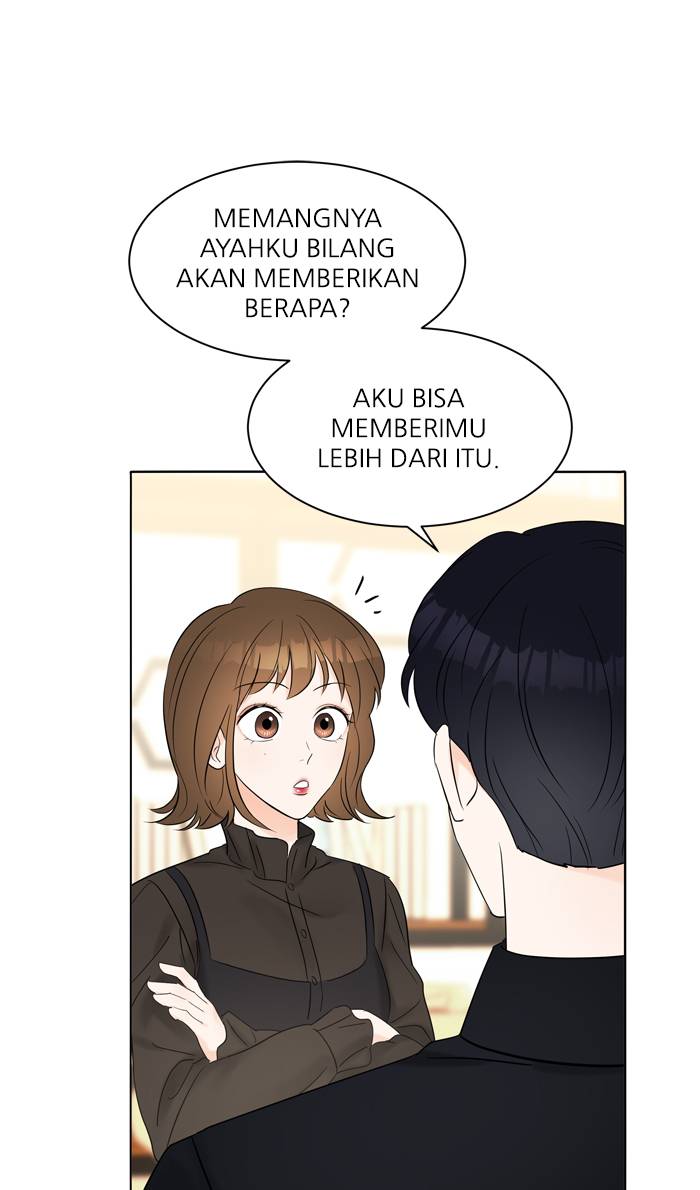 MEMANGNYA
AYAHKU BILANG
AKAN MEMBERIKAN
BERAPA?
AKU BISA
MEMBERIMU
LEBIH DARI ITU.